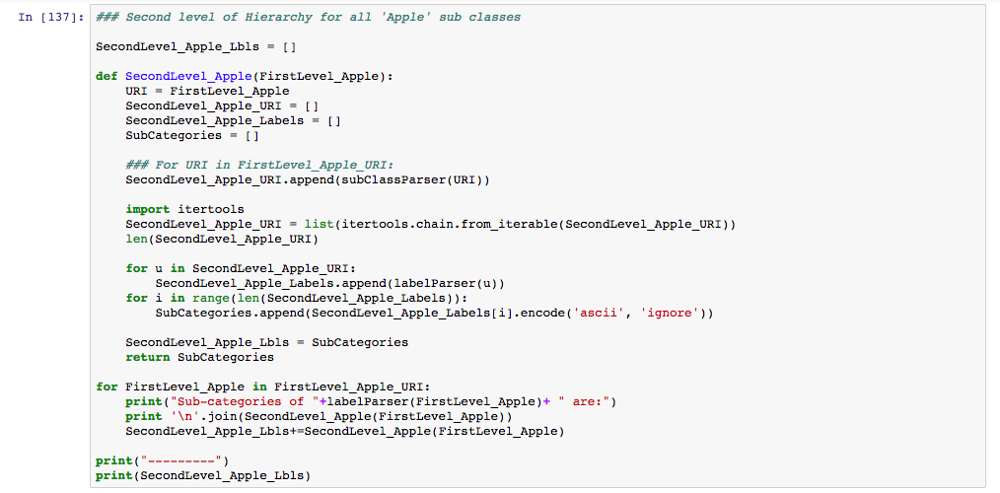 In [137]: ### Second level of Hierarchy for all 'Apple' sub classes
SecondLevel_Apple_Lbls = []
def SecondLevel_Apple(FirstLevel_Apple):
    URI = FirstLevel_Apple
    SecondLevel_Apple_URI = []
    SecondLevel_Apple_Labels = []
    SubCategories = []
    ### For URI in FirstLevel_Apple_URI:
    SecondLevel_Apple_URI.append(subClassParser(URI))
    import itertools
    SecondLevel_Apple_URI = list(itertools.chain.from_iterable(SecondLevel_Apple_URI))
    len(SecondLevel_Apple_URI)
    for u in SecondLevel_Apple_URI:
        SecondLevel_Apple_Labels.append(labelParser(u))
    for i in range(len(SecondLevel_Apple_Labels)):
        SubCategories.append(SecondLevel_Apple_Labels[i].encode('ascii', 'ignore'))
    SecondLevel_Apple_Lbls = SubCategories
    return SubCategories
for FirstLevel_Apple in FirstLevel_Apple_URI:
    print("Sub-categories of "+labelParser(FirstLevel_Apple)+ " are:")
    print '\n'.join(SecondLevel_Apple(FirstLevel_Apple))
    SecondLevel_Apple_Lbls+=SecondLevel_Apple(FirstLevel_Apple)
print("---------")
print(SecondLevel_Apple_Lbls)